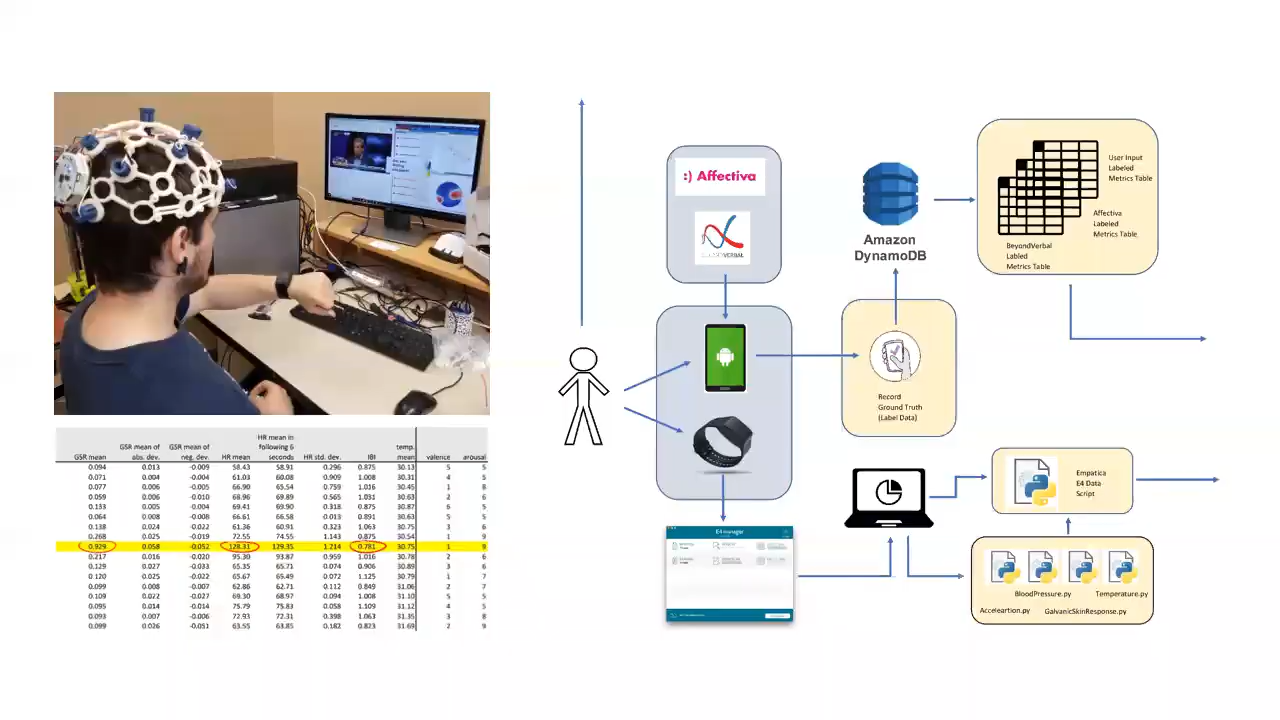 GSR mean
GSR mean of
abs. dev.
GSR mean of
neg. dev.
HR mean
HR mean in
following 6
seconds
HR std. dev.
IBI
temp.
mean
valence
arousal
0.094 0.013 -0.009 58.43 58.91 0.296 0.875 30.13 5 5
0.071 0.004 -0.004 61.03 60.08 0.909 1.008 30.31 4 5
0.077 0.006 -0.005 66.90 65.54 0.759 1.016 30.45 1 8
0.059 0.006 -0.010 68.96 69.89 0.565 1.031 30.63 2 6
0.133 0.005 -0.004 69.41 69.90 0.318 0.875 30.87 6 5
0.064 0.008 -0.008 66.61 66.58 -0.013 0.891 30.63 5 5
0.138 0.024 -0.022 61.36 60.91 0.323 1.063 30.75 3 6
0.268 0.025 -0.019 72.55 74.55 1.143 0.875 30.54 1 9
0.929 0.058 -0.052 128.31 129.35 1.214 0.781 30.75 1 9
0.217 0.016 -0.020 95.30 93.87 0.959 1.016 30.78 2 6
0.129 0.027 -0.033 65.35 65.71 0.074 0.906 30.89 3 6
0.120 0.025 -0.022 65.67 65.49 0.072 1.125 30.79 1 7
0.099 0.008 -0.007 62.86 62.71 0.112 0.849 31.06 2 7
0.109 0.022 -0.027 69.30 68.97 0.094 1.008 31.10 5 5
0.095 0.014 -0.014 75.79 75.83 0.058 1.109 31.12 4 5
0.093 0.007 -0.006 72.93 72.31 0.398 1.063 31.35 3 8
0.099 0.026 -0.051 63.55 63.85 0.182 0.823 31.69 2 9
:) Affectiva
VERBAL
Amazon
DynamoDB
User Input
Labeled
Metrics Table
Affectiva
Labeled
Metrics Table
BeyondVerbal
Labled
Metrics Table
Record
Ground Truth
(Label Data)
E4 manager
Empatica
E4 Data
Script
BloodPressure.py
Temperature.py
Acceleartion.py
GalvanicSkinResponse.py